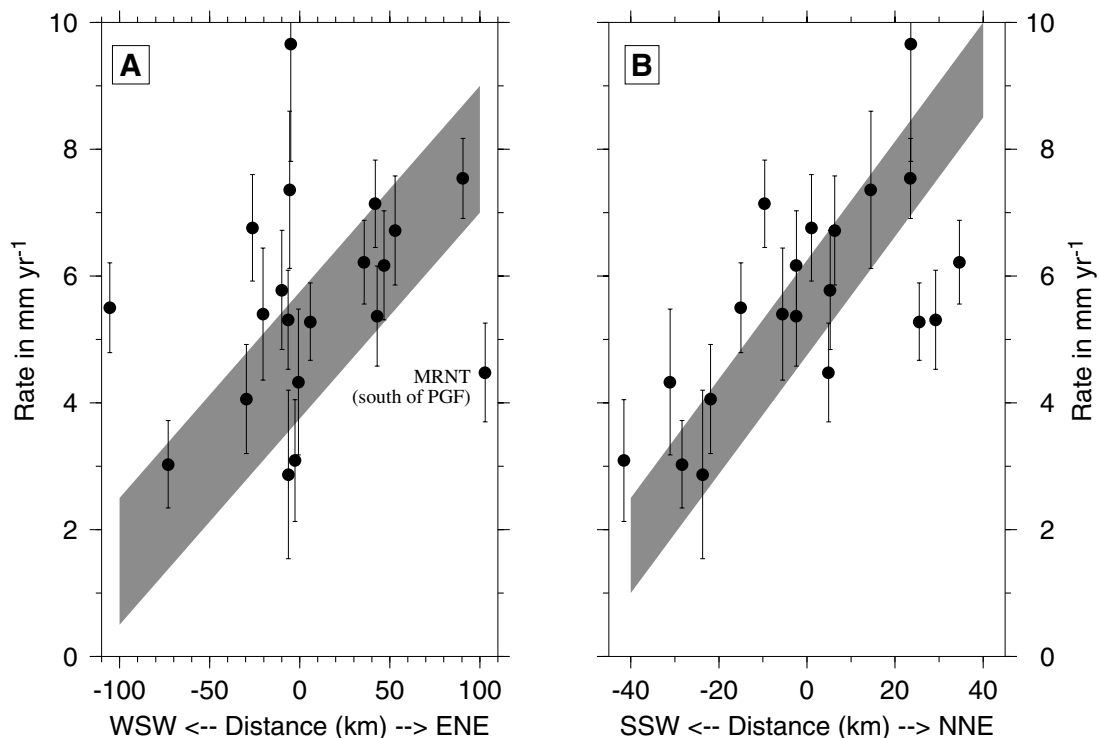 A
B
10
8
6
4
2
0
Rate in mm yr-1
MRNT
(south of PGF)
-100 -50 0 50 100
WSW <-- Distance (km) --> ENE
-40 -20 0 20 40
SSW <-- Distance (km) --> NNE
10
8
6
4
2
0
Rate in mm yr-1